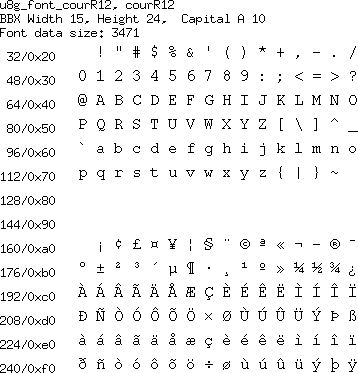 u8g_font_courR12, courR12
BBX Width 15, Height 24, Capital A 10
Font data size: 3471
32/0x20 ! " # $ % & ' ( ) * + , - . /
48/0x30 0 1 2 3 4 5 6 7 8 9 : ; < = > ?
64/0x40 @ A B C D E F G H I J K L M N O
80/0x50 P Q R S T U V W X Y Z [ \ ] ^ _
96/0x60 ` a b c d e f g h i j k l m n o
112/0x70 p q r s t u v w x y z { | } ~
128/0x80
144/0x90
160/0xa0 ¡ ¢ £ ¤ ¥ ¦ § ¨ © ª « ¬ - ® ¯
176/0xb0 ° ± ² ³ ´ µ ¶ · ¸ ¹ º » ¼ ½ ¾ ¿
192/0xc0 À Á Â Ã Ä Å Æ Ç È É Ê Ë Ì Í Î Ï
208/0xd0 Ð Ñ Ò Ó Ô Õ Ö × Ø Ù Ú Û Ü Ý Þ ß
224/0xe0 à á â ã ä å æ ç è é ê ë ì í î ï
240/0xf0 ð ñ ò ó ô õ ö ÷ ø ù ú û ü ý þ ÿ